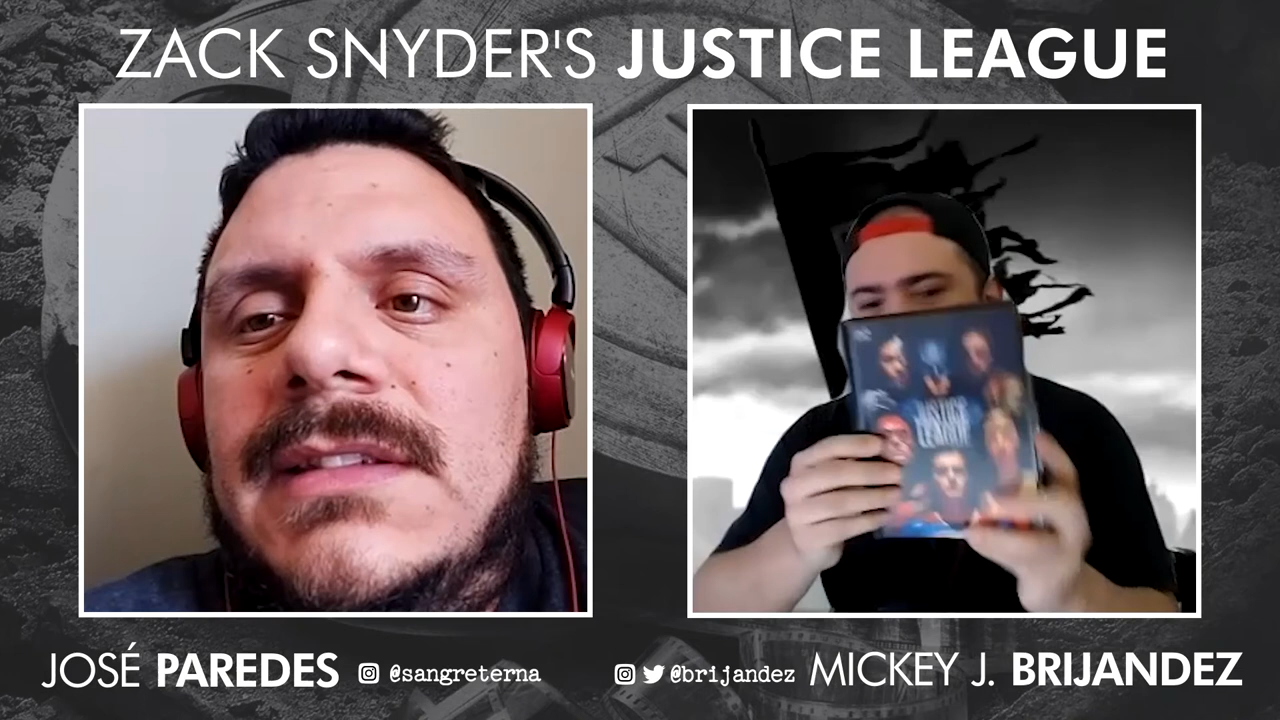 ZACK SNYDER'S JUSTICE LEAGUE
JUSTICE
LEAGUE
JOSÉ PAREDES @sangreterna @brijandez MICKEY J. BRIJANDEZ